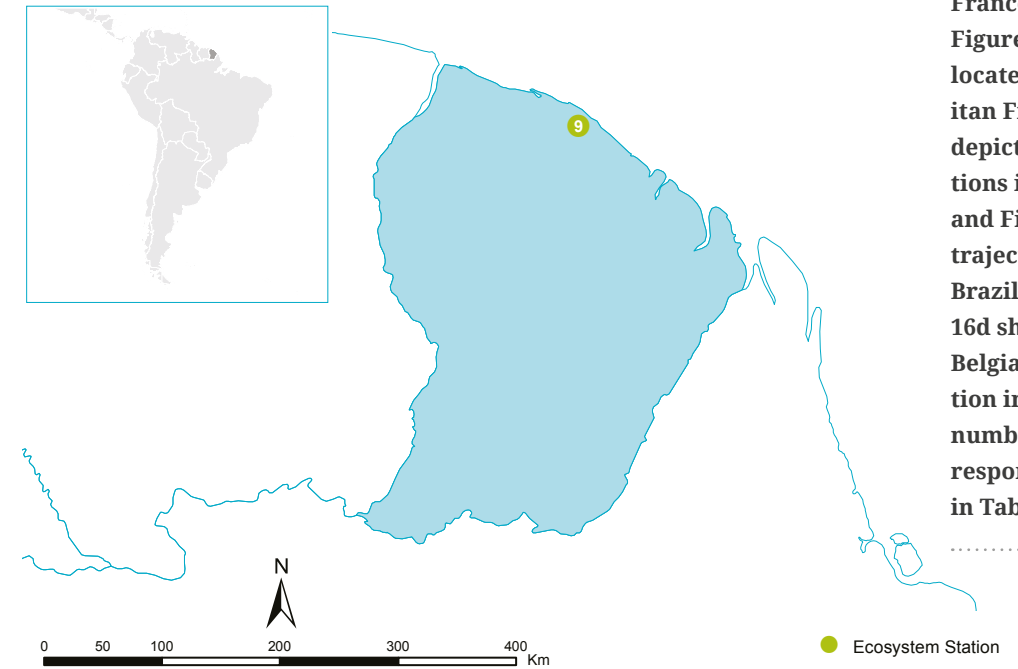 9
N
0 50 100 200 300 400
Km
Ecosystem Station
Franc
Figure
locate
itan Fr
depict
tions i
and Fi
trajec
Brazil
16d sh
Belgia
tion in
numb
respon
in Tab